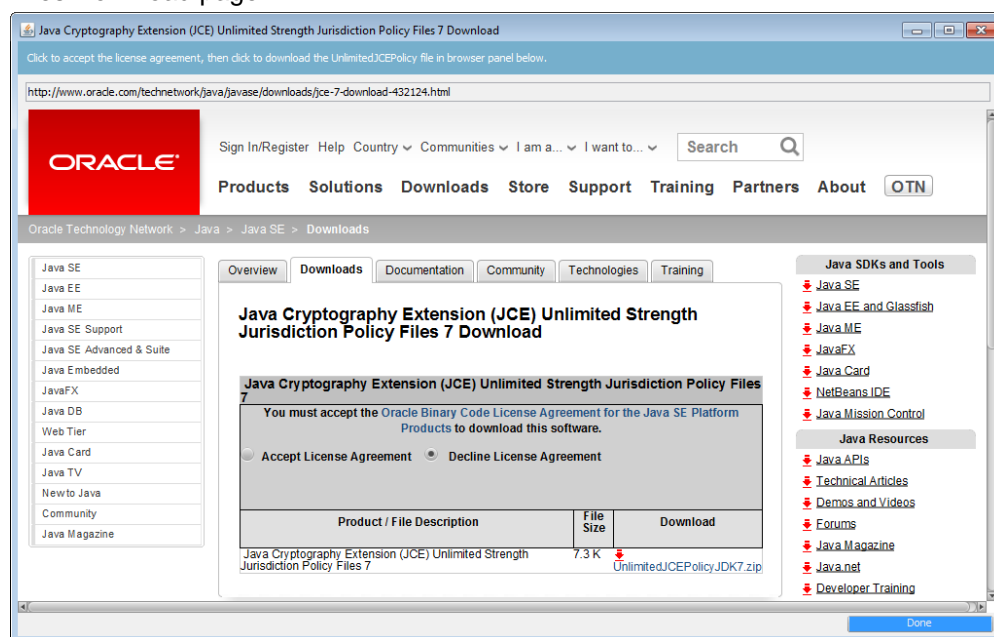 Java Cryptography Extension (JCE) Unlimited Strength Jurisdiction Policy Files 7 Download
Click to accept the license agreement, then click to download the UnlimitedJCEPolicy file in browser panel below.
http://www.oracle.com/technetwork/java/javase/downloads/jce-7-download-432124.html
ORACLE
Sign In/Register Help Country Communities I am a... I want to... Search
Products Solutions Downloads Store Support Training Partners About OTN
Oracle Technology Network > Java > Java SE > Downloads
Java SE
Java EE
Java ME
Java SE Support
Java SE Advanced & Suite
Java Embedded
JavaFX
Java DB
Web Tier
Java Card
Java TV
New to Java
Community
Java Magazine
Overview Downloads Documentation Community Technologies Training
Java Cryptography Extension (JCE) Unlimited Strength
Jurisdiction Policy Files 7 Download
Java Cryptography Extension (JCE) Unlimited Strength Jurisdiction Policy Files
7
You must accept the Oracle Binary Code License Agreement for the Java SE Platform
Products to download this software.
Accept License Agreement Decline License Agreement
Product / File Description File Size Download
Java Cryptography Extension (JCE) Unlimited Strength 7.3 K
Jurisdiction Policy Files 7 UnlimitedJCEPolicyJDK7.zip
Java SDKs and Tools
Java SE
Java EE and Glassfish
Java ME
JavaFX
Java Card
NetBeans IDE
Java Mission Control
Java Resources
Java APIs
Technical Articles
Demos and Videos
Forums
Java Magazine
Java.net
Developer Training
Done